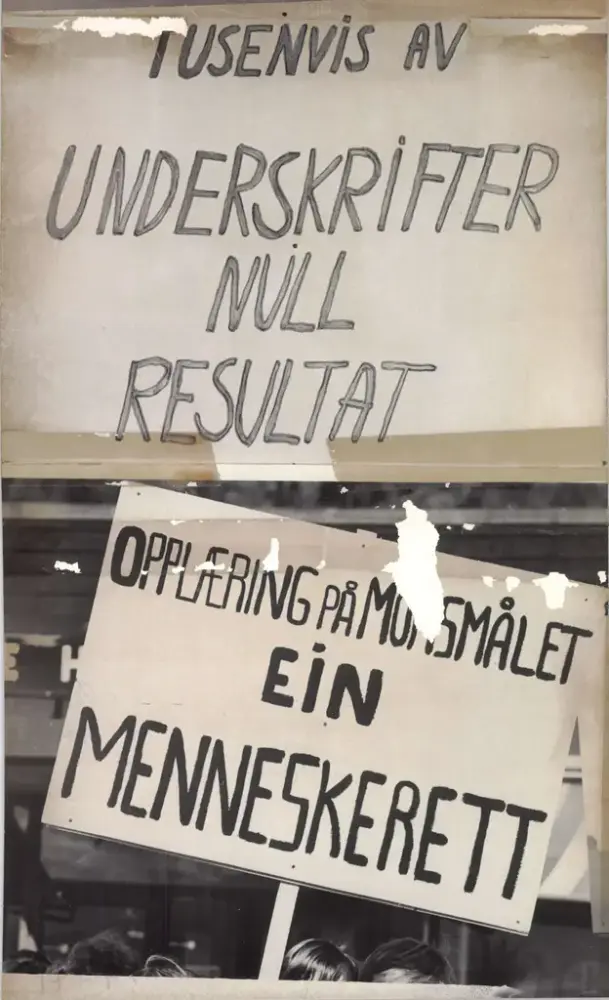 TUSENVIS AV
UNDERSKRIFTER
NULL
RESULTAT
OPPLÆRING PÅ MORSMÅLET
EIN
MENNESKERETT
E H